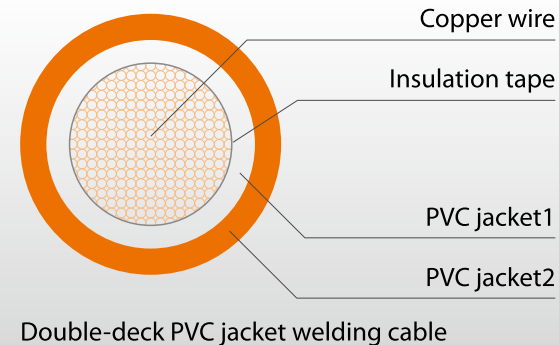 Copper wire
Insulation tape
PVC jacket1
PVC jacket2
Double-deck PVC jacket welding cable